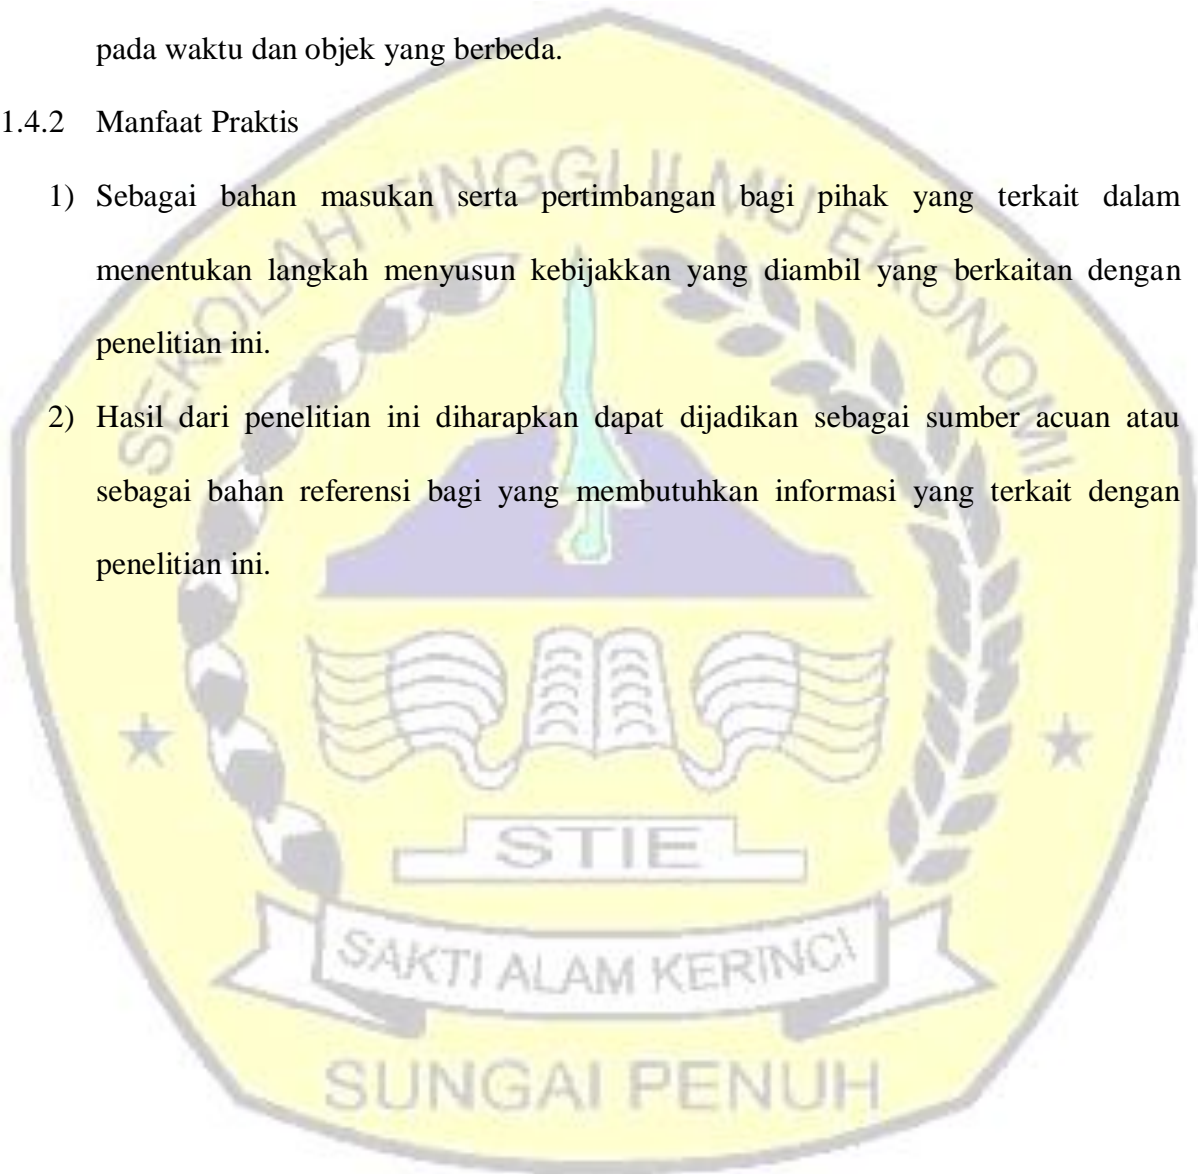 pada waktu dan objek yang berbeda.
1.4.2 Manfaat Praktis
1) Sebagai bahan masukan serta pertimbangan bagi pihak yang terkait dalam
menentukan langkah menyusun kebijakkan yang diambil yang berkaitan dengan
penelitian ini.
2) Hasil dari penelitian ini diharapkan dapat dijadikan sebagai sumber acuan atau
sebagai bahan referensi bagi yang membutuhkan informasi yang terkait dengan
penelitian ini.
SEKOLAH TINGGI ILMU EKONOMI
STIE
SAKTI ALAM KERINCI
SUNGAI PENUH